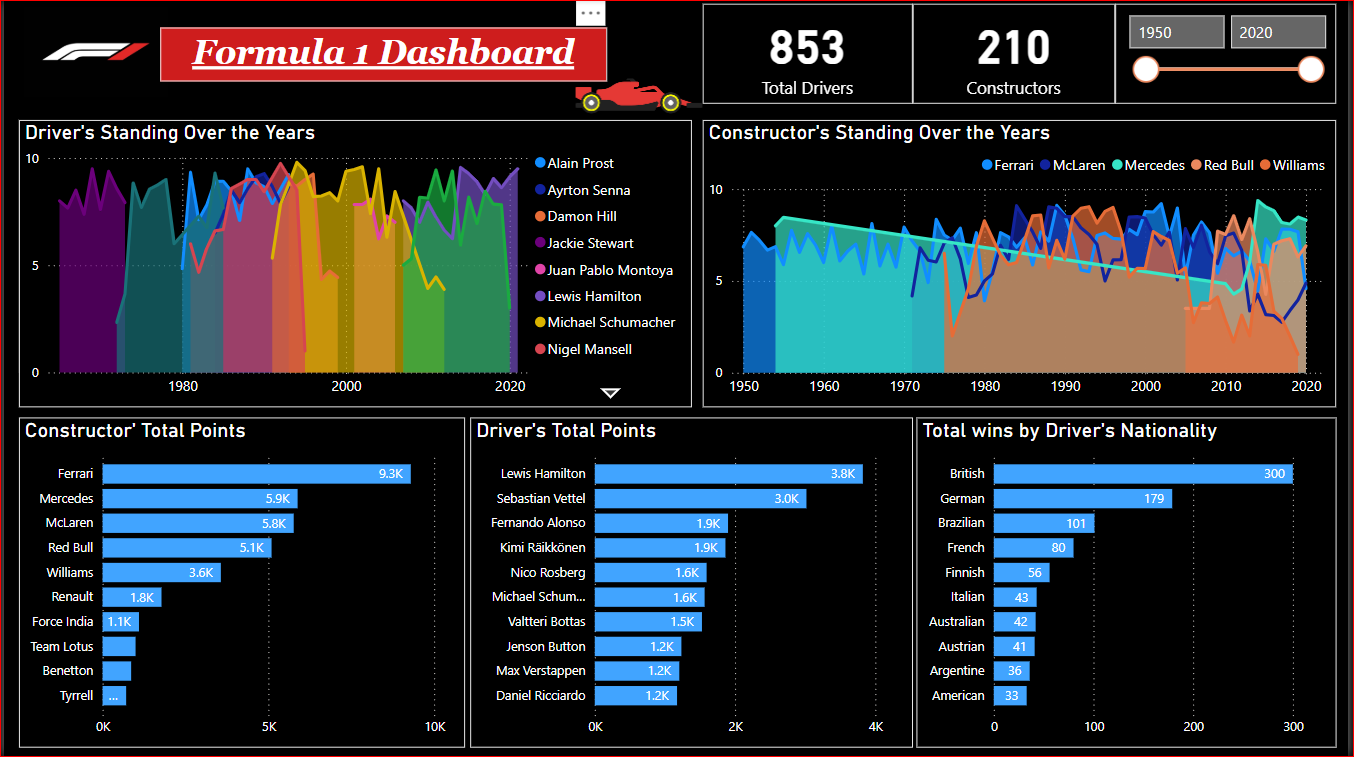 Formula 1 Dashboard
853
Total Drivers
210
Constructors
1950
2020
Driver's Standing Over the Years
10
5
0
1980
2000
2020
Alain Prost
Ayrton Senna
Damon Hill
Jackie Stewart
Juan Pablo Montoya
Lewis Hamilton
Michael Schumacher
Nigel Mansell
Constructor's Standing Over the Years
Ferrari McLaren Mercedes Red Bull Williams
10
5
0
1950 1960 1970 1980 1990 2000 2010 2020
Constructor' Total Points
Ferrari 9.3K
Mercedes 5.9K
McLaren 5.8K
Red Bull 5.1K
Williams 3.6K
Renault 1.8K
Force India 1.1K
Team Lotus
Benetton
Tyrrell ...
0K 5K 10K
Driver's Total Points
Lewis Hamilton 3.8K
Sebastian Vettel 3.0K
Fernando Alonso 1.9K
Kimi Räikkönen 1.9K
Nico Rosberg 1.6K
Michael Schum... 1.6K
Valtteri Bottas 1.5K
Jenson Button 1.2K
Max Verstappen 1.2K
Daniel Ricciardo 1.2K
0K 2K 4K
Total wins by Driver's Nationality
British 300
German 179
Brazilian 101
French 80
Finnish 56
Italian 43
Australian 42
Austrian 41
Argentine 36
American 33
0 100 200 300